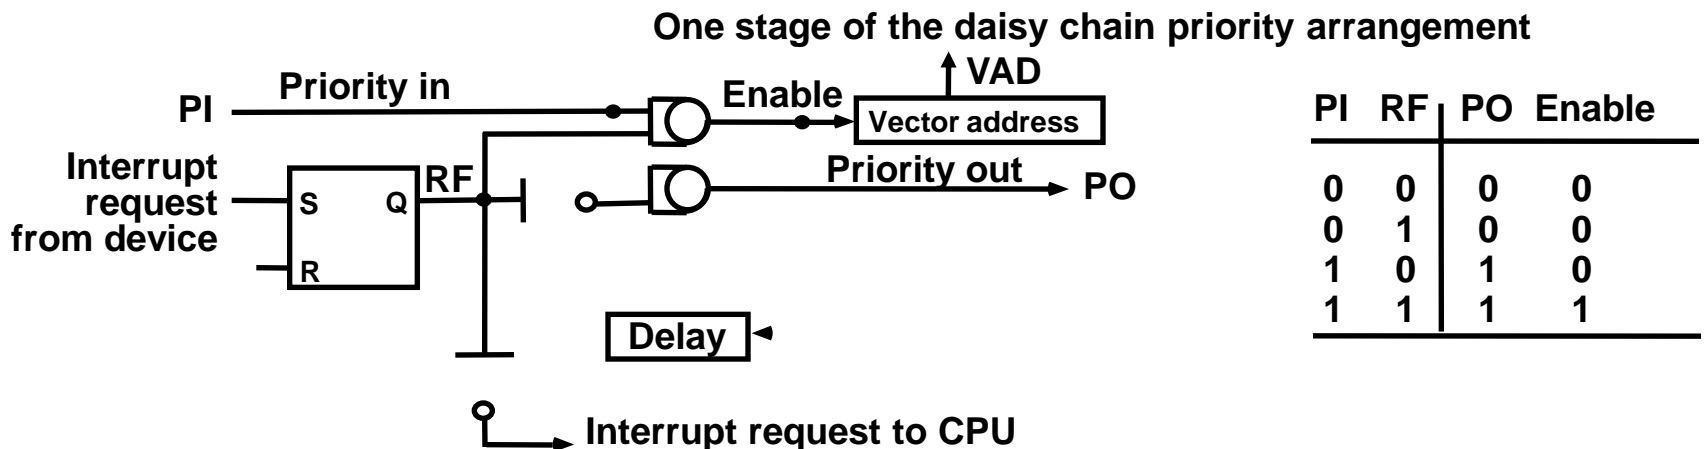 One stage of the daisy chain priority arrangement
VAD
Priority in
Enable
PI
Vector address
Interrupt
request
from device
RF
S
Q
R
Priority out
PO
Delay
Interrupt request to CPU
PI RF PO Enable
0 0 0 0
0 1 0 0
1 0 1 0
1 1 1 1